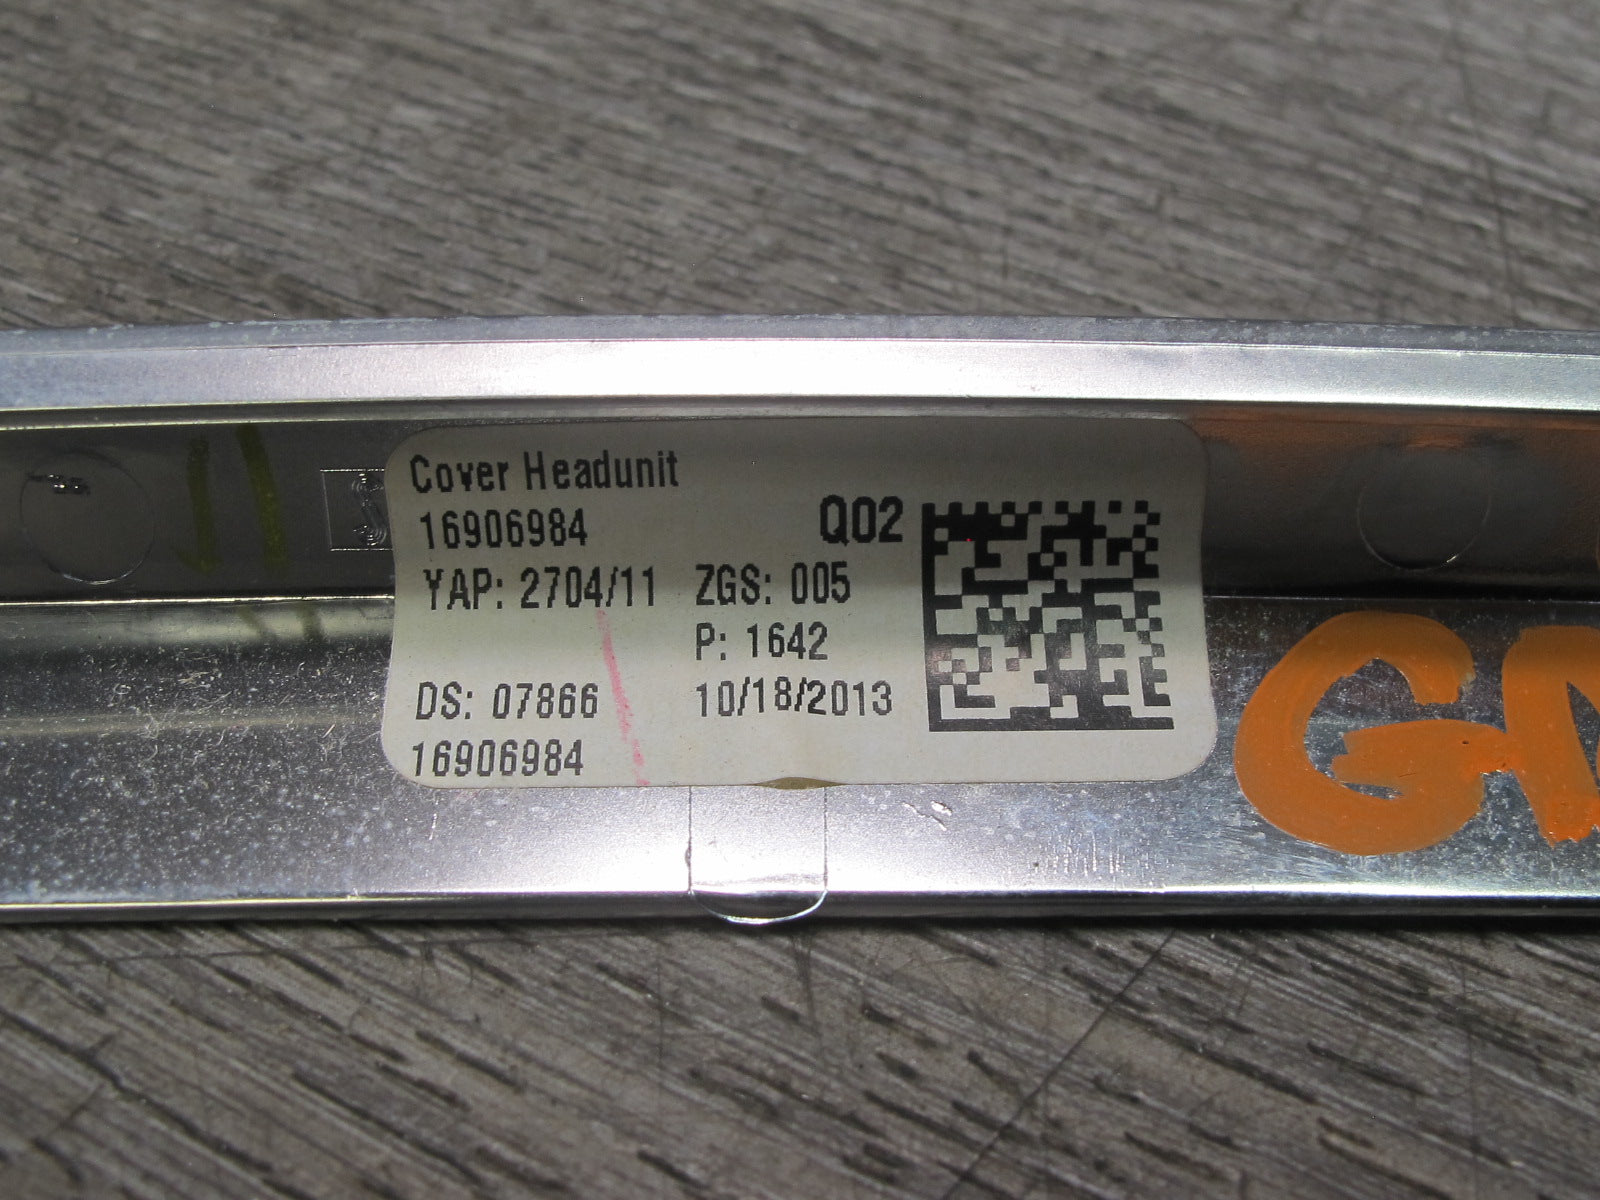 Cover Headunit
16906984
Q02
YAP: 2704/11 ZGS: 005
P: 1642
DS: 07866 10/18/2013
16906984